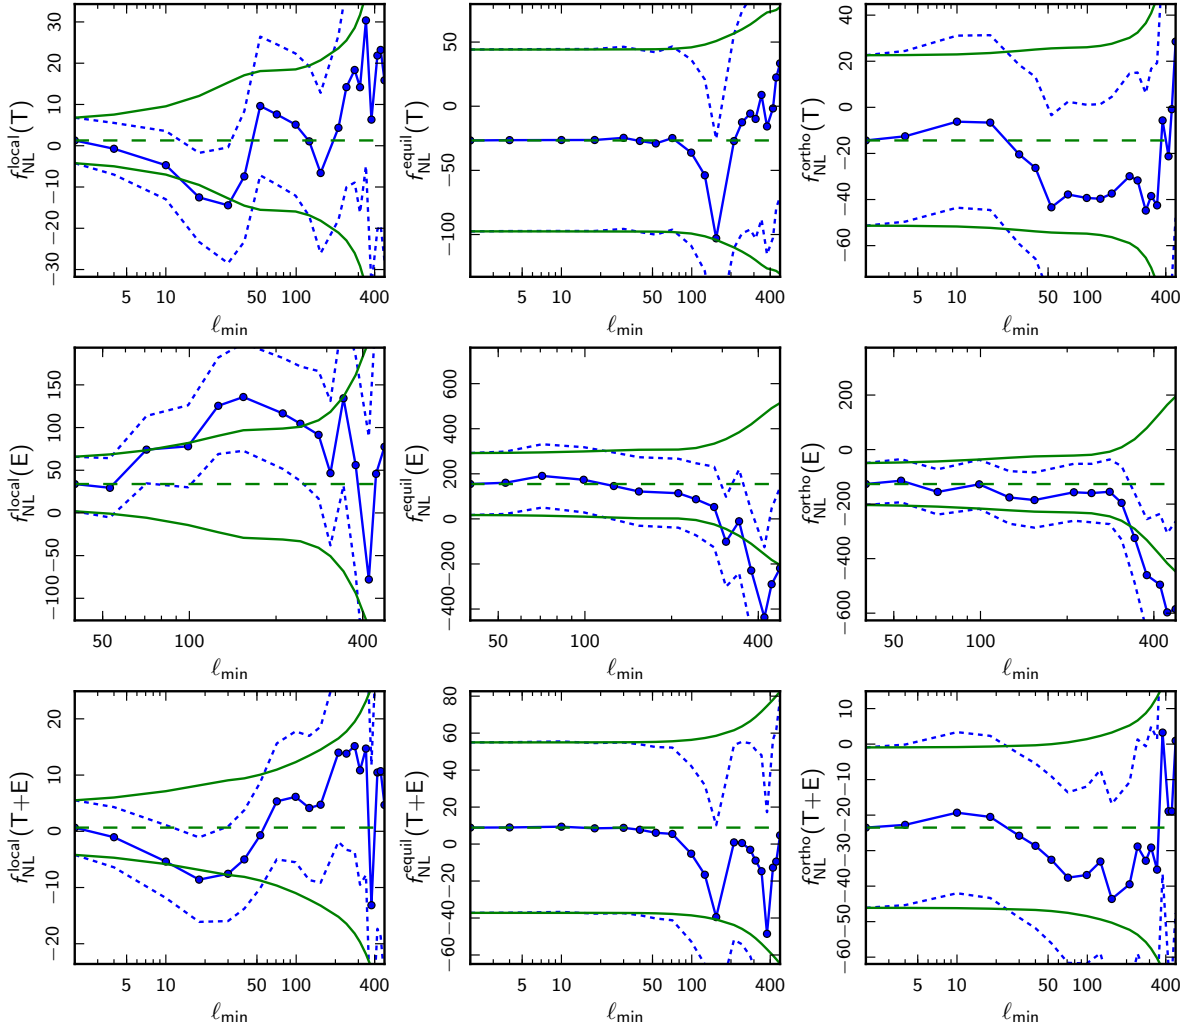 f_NL^local(T)
−30 −20 −10 0 10 20 30
5 10 50 100 400
ℓ_min
f_NL^equil(T)
−100 −50 0 50
5 10 50 100 400
ℓ_min
f_NL^ortho(T)
−60 −40 −20 0 20 40
5 10 50 100 400
ℓ_min
f_NL^local(E)
−100 −50 0 50 100 150
50 100 400
ℓ_min
f_NL^equil(E)
−400 −200 0 200 400 600
50 100 400
ℓ_min
f_NL^ortho(E)
−600 −400 −200 0 200
50 100 400
ℓ_min
f_NL^local(T+E)
−20 −10 0 10 20
5 10 50 100 400
ℓ_min
f_NL^equil(T+E)
−60 −40 −20 0 20 40 60 80
5 10 50 100 400
ℓ_min
f_NL^ortho(T+E)
−60 −50 −40 −30 −20 −10 0 10
5 10 50 100 400
ℓ_min